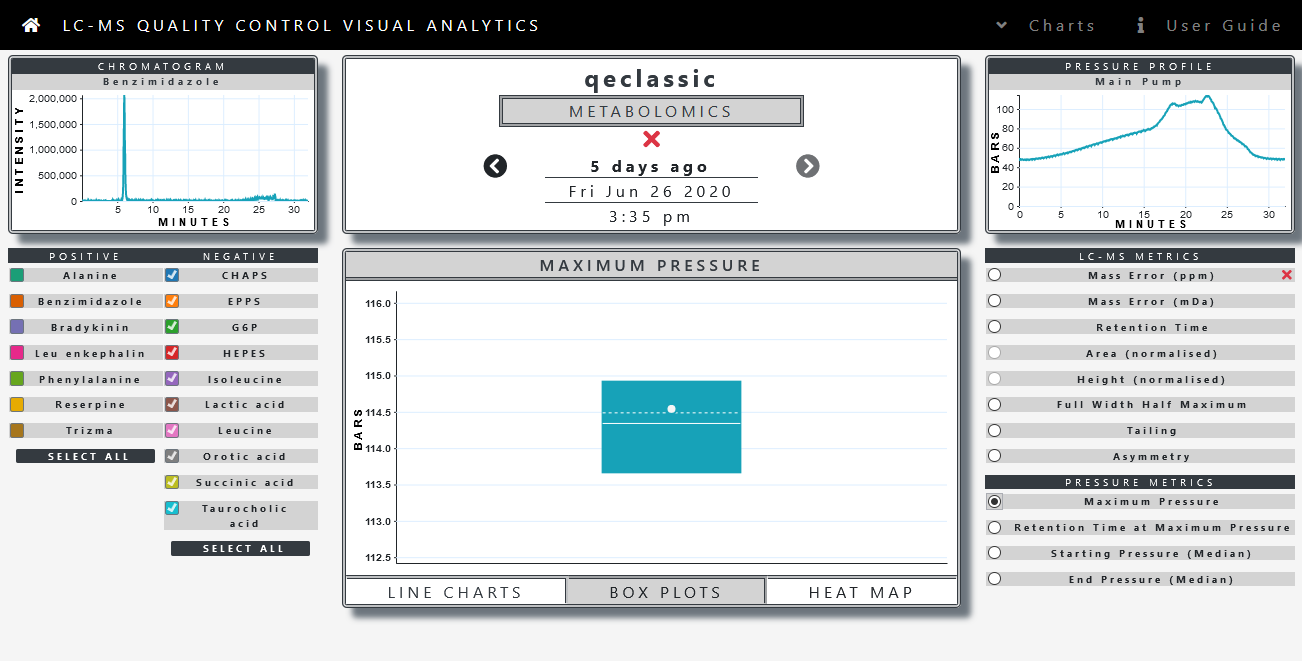 LC-MS QUALITY CONTROL VISUAL ANALYTICS
Charts
User Guide
CHROMATOGRAM
Benzimidazole
INTENSITY
2,000,000
1,500,000
1,000,000
500,000
0
5 10 15 20 25 30
MINUTES
qeclassic
METABOLOMICS
5 days ago
Fri Jun 26 2020
3:35 pm
PRESSURE PROFILE
Main Pump
BARS
100
80
60
40
20
0
0 5 10 15 20 25 30
MINUTES
POSITIVE
Alanine
Benzimidazole
Bradykinin
Leu enkephalin
Phenylalanine
Reserpine
Trizma
SELECT ALL
NEGATIVE
CHAPS
EPPS
G6P
HEPES
Isoleucine
Lactic acid
Leucine
Orotic acid
Succinic acid
Taurocholic
acid
SELECT ALL
MAXIMUM PRESSURE
BARS
116.0
115.5
115.0
114.5
114.0
113.5
113.0
112.5
LINE CHARTS
BOX PLOTS
HEAT MAP
LC-MS METRICS
Mass Error (ppm)
Mass Error (mDa)
Retention Time
Area (normalised)
Height (normalised)
Full Width Half Maximum
Tailing
Asymmetry
PRESSURE METRICS
Maximum Pressure
Retention Time at Maximum Pressure
Starting Pressure (Median)
End Pressure (Median)